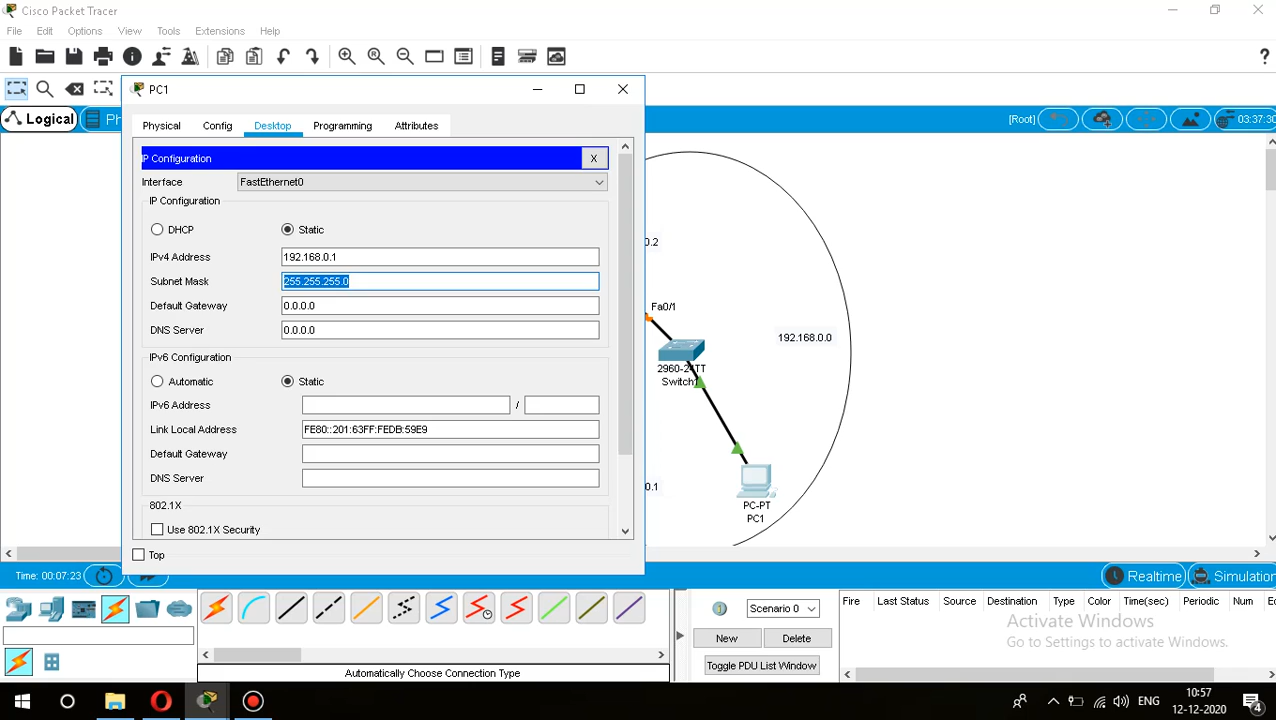 Cisco Packet Tracer
File Edit Options View Tools Extensions Help
PC1
Logical
Ph
[Root]
03:37:30
Physical Config Desktop Programming Attributes
IP Configuration
X
Interface
FastEthernet0
IP Configuration
DHCP
Static
IPv4 Address
192.168.0.1
Subnet Mask
255.255.255.0
Default Gateway
0.0.0.0
DNS Server
0.0.0.0
IPv6 Configuration
Automatic
Static
IPv6 Address
/
Link Local Address
FE80::201:63FF:FEDB:59E9
Default Gateway
DNS Server
802.1X
Use 802.1X Security
Top
0.2
Fa0/1
192.168.0.0
2960-24TT
Switch1
0.1
PC-PT
PC1
Time: 00:07:23
Realtime
Simulation
Scenario 0
New
Delete
Toggle PDU List Window
Fire Last Status Source Destination Type Color Time(sec) Periodic Num
Activate Windows
Go to Settings to activate Windows.
Automatically Choose Connection Type
ENG
10:57
12-12-2020
4